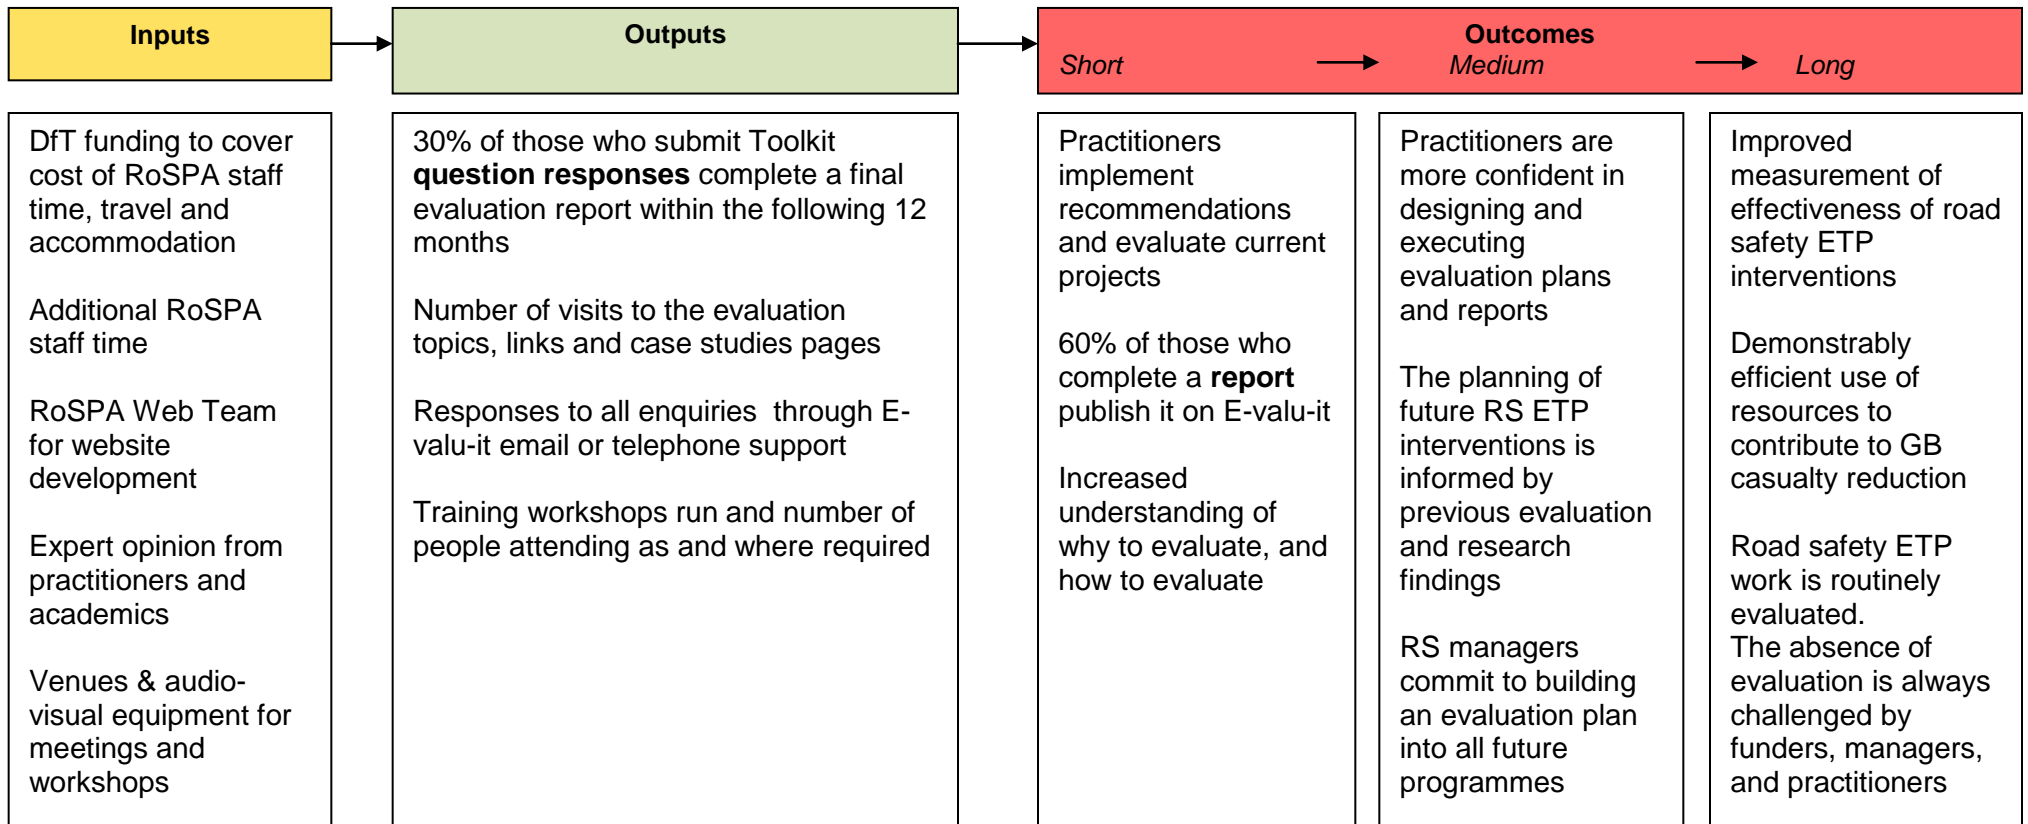 Inputs
Outputs
Outcomes
Short
Medium
Long
DfT funding to cover
cost of RoSPA staff
time, travel and
accommodation
Additional RoSPA
staff time
RoSPA Web Team
for website
development
Expert opinion from
practitioners and
academics
Venues & audio-
visual equipment for
meetings and
workshops
30% of those who submit Toolkit
question responses complete a final
evaluation report within the following 12
months
Number of visits to the evaluation
topics, links and case studies pages
Responses to all enquiries through E-
valu-it email or telephone support
Training workshops run and number of
people attending as and where required
Practitioners
implement
recommendations
and evaluate current
projects
60% of those who
complete a report
publish it on E-valu-it
Increased
understanding of
why to evaluate, and
how to evaluate
Practitioners are
more confident in
designing and
executing
evaluation plans
and reports
The planning of
future RS ETP
interventions is
informed by
previous evaluation
and research
findings
RS managers
commit to building
an evaluation plan
into all future
programmes
Improved
measurement of
effectiveness of road
safety ETP
interventions
Demonstrably
efficient use of
resources to
contribute to GB
casualty reduction
Road safety ETP
work is routinely
evaluated.
The absence of
evaluation is always
challenged by
funders, managers,
and practitioners